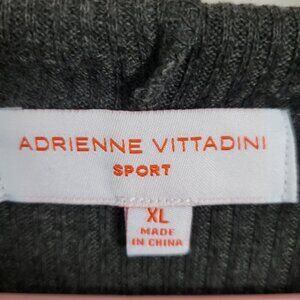 ADRIENNE VITTADINI
SPORT
XL
MADE
IN CHINA